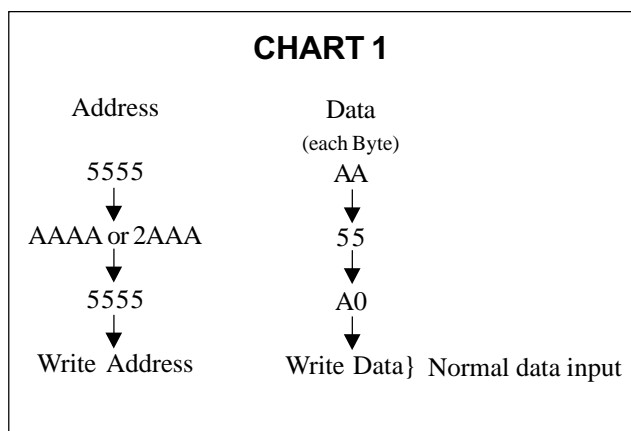 CHART 1
Address Data
(each Byte)
5555 AA
AAAA or 2AAA 55
5555 A0
Write Address Write Data} Normal data input